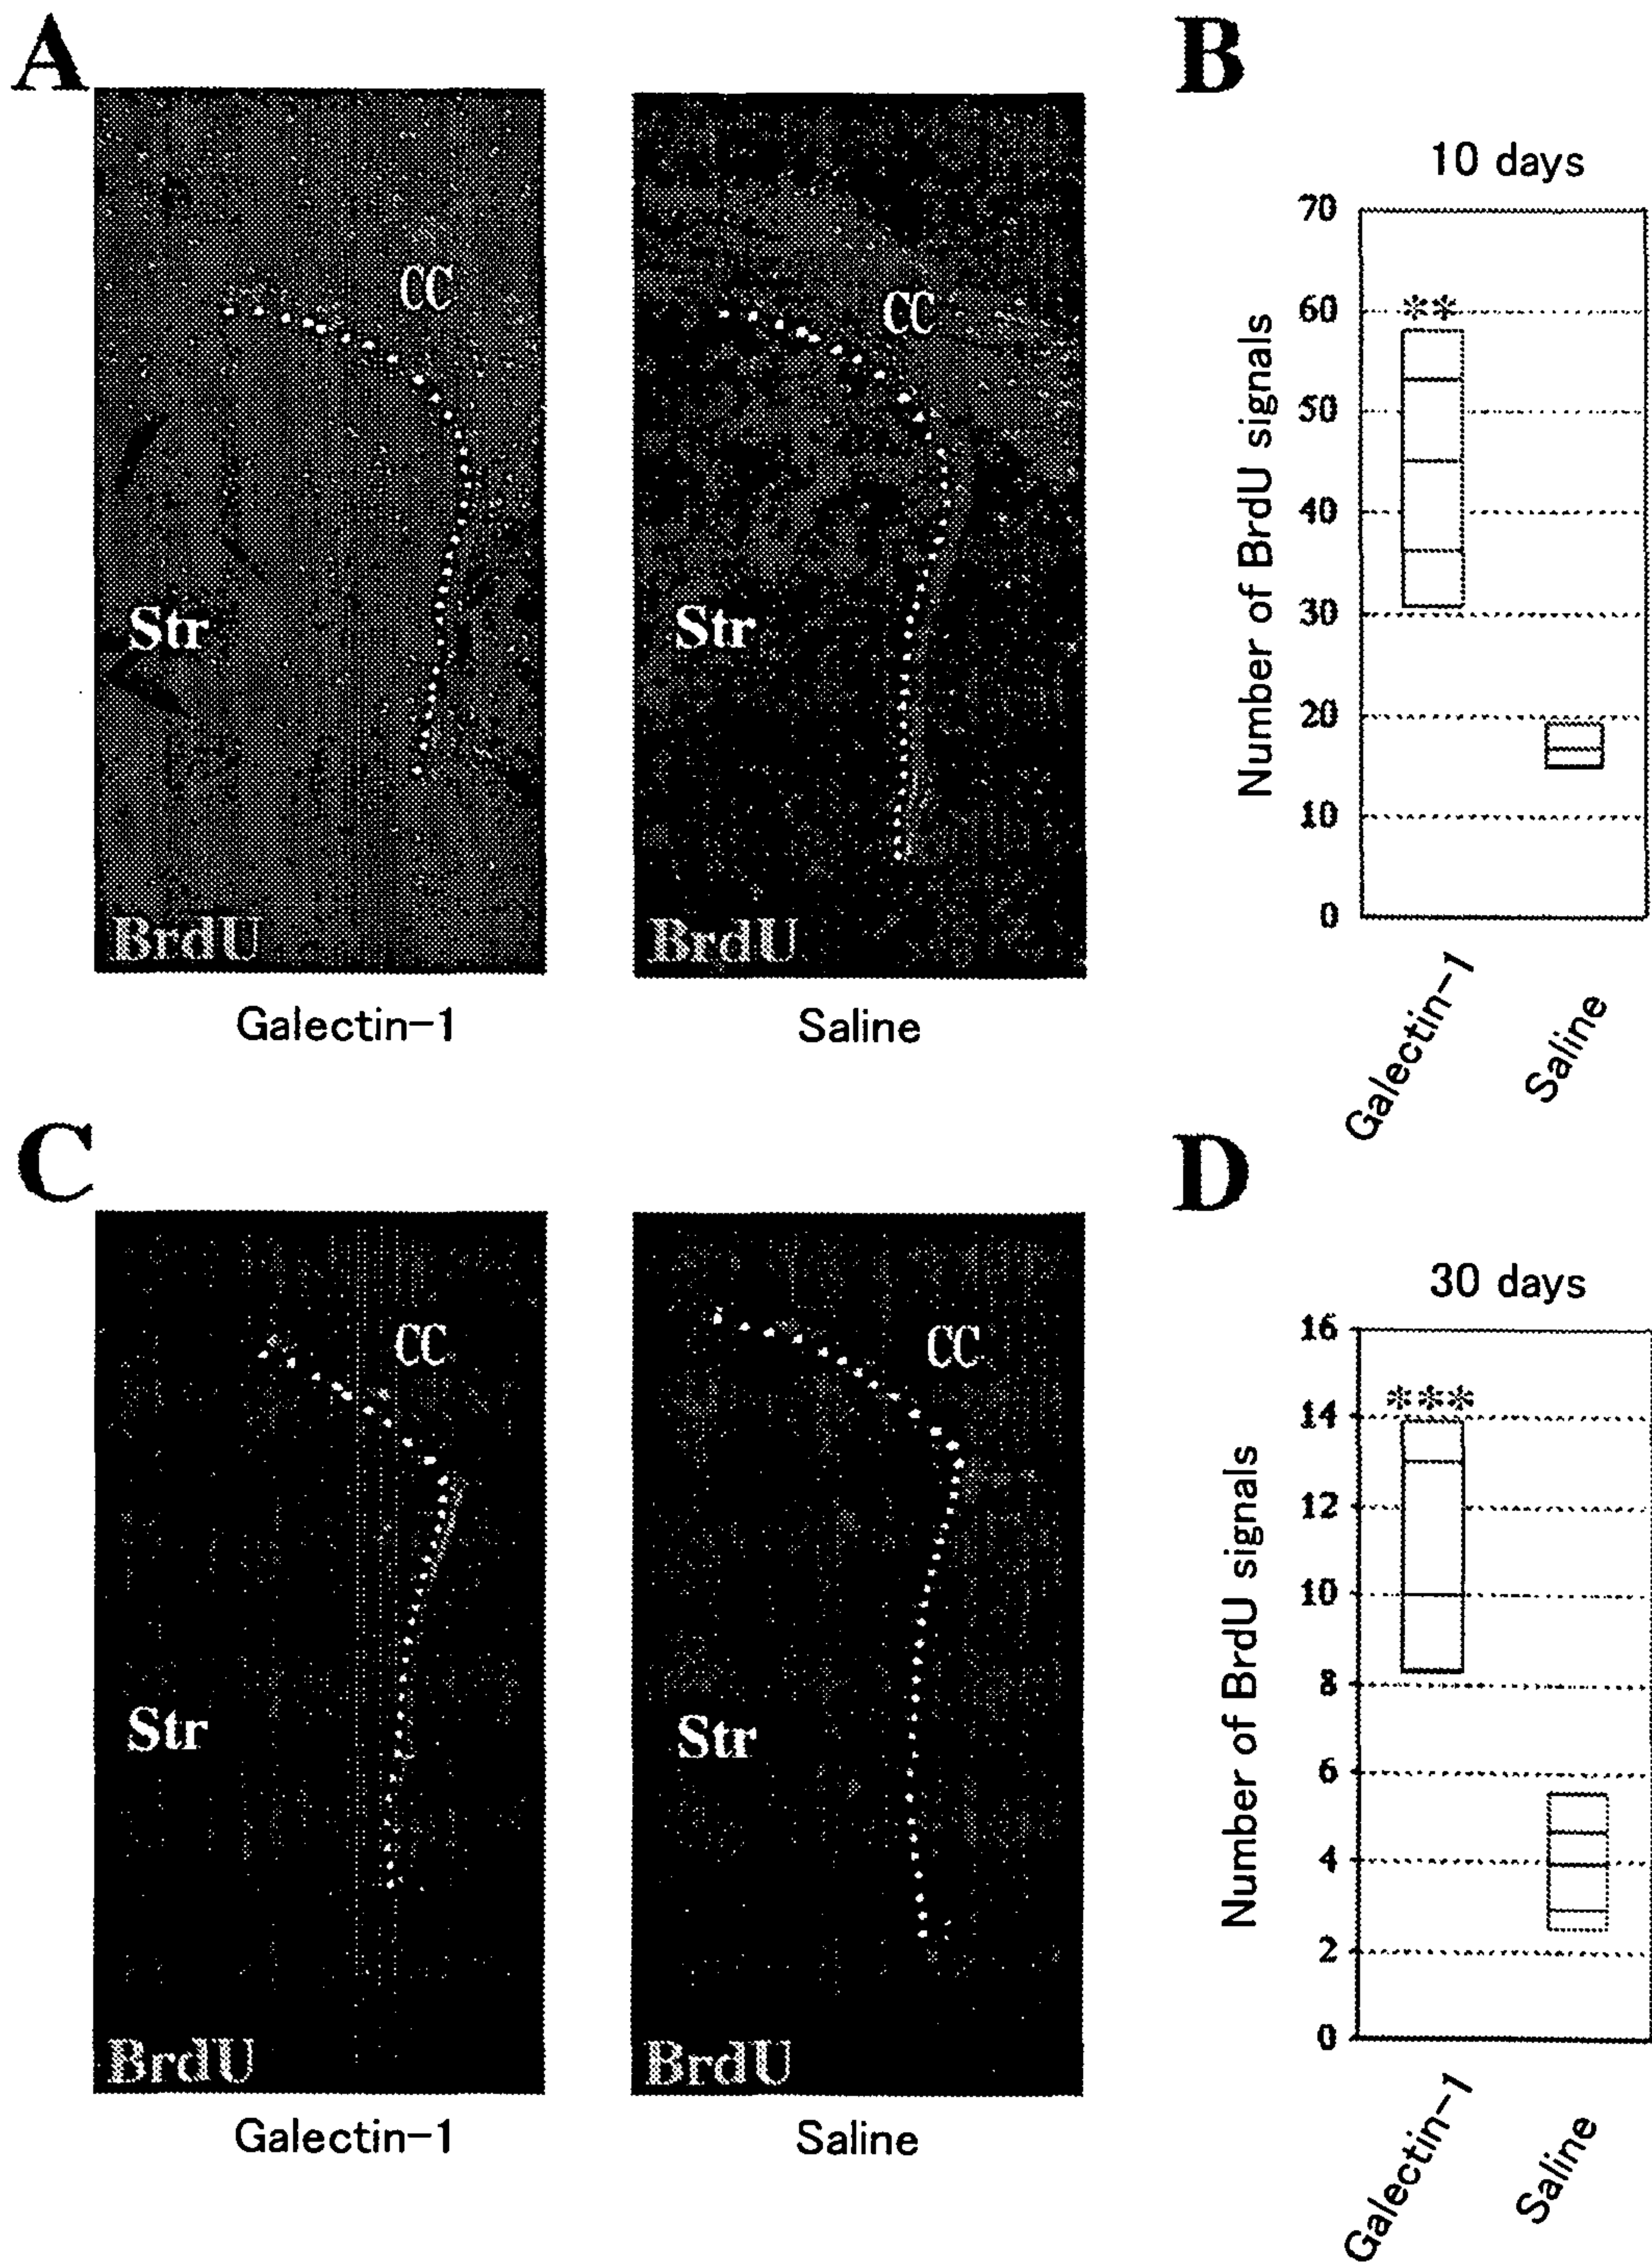 A
CC
Str
BrdU
Galectin-1
CC
Str
BrdU
Saline
B
10 days
Number of BrdU signals
70
60
50
40
30
20
10
0
**
Galectin-1
Saline
C
CC
Str
BrdU
Galectin-1
CC
Str
BrdU
Saline
D
30 days
Number of BrdU signals
16
14
12
10
8
6
4
2
0
***
Galectin-1
Saline